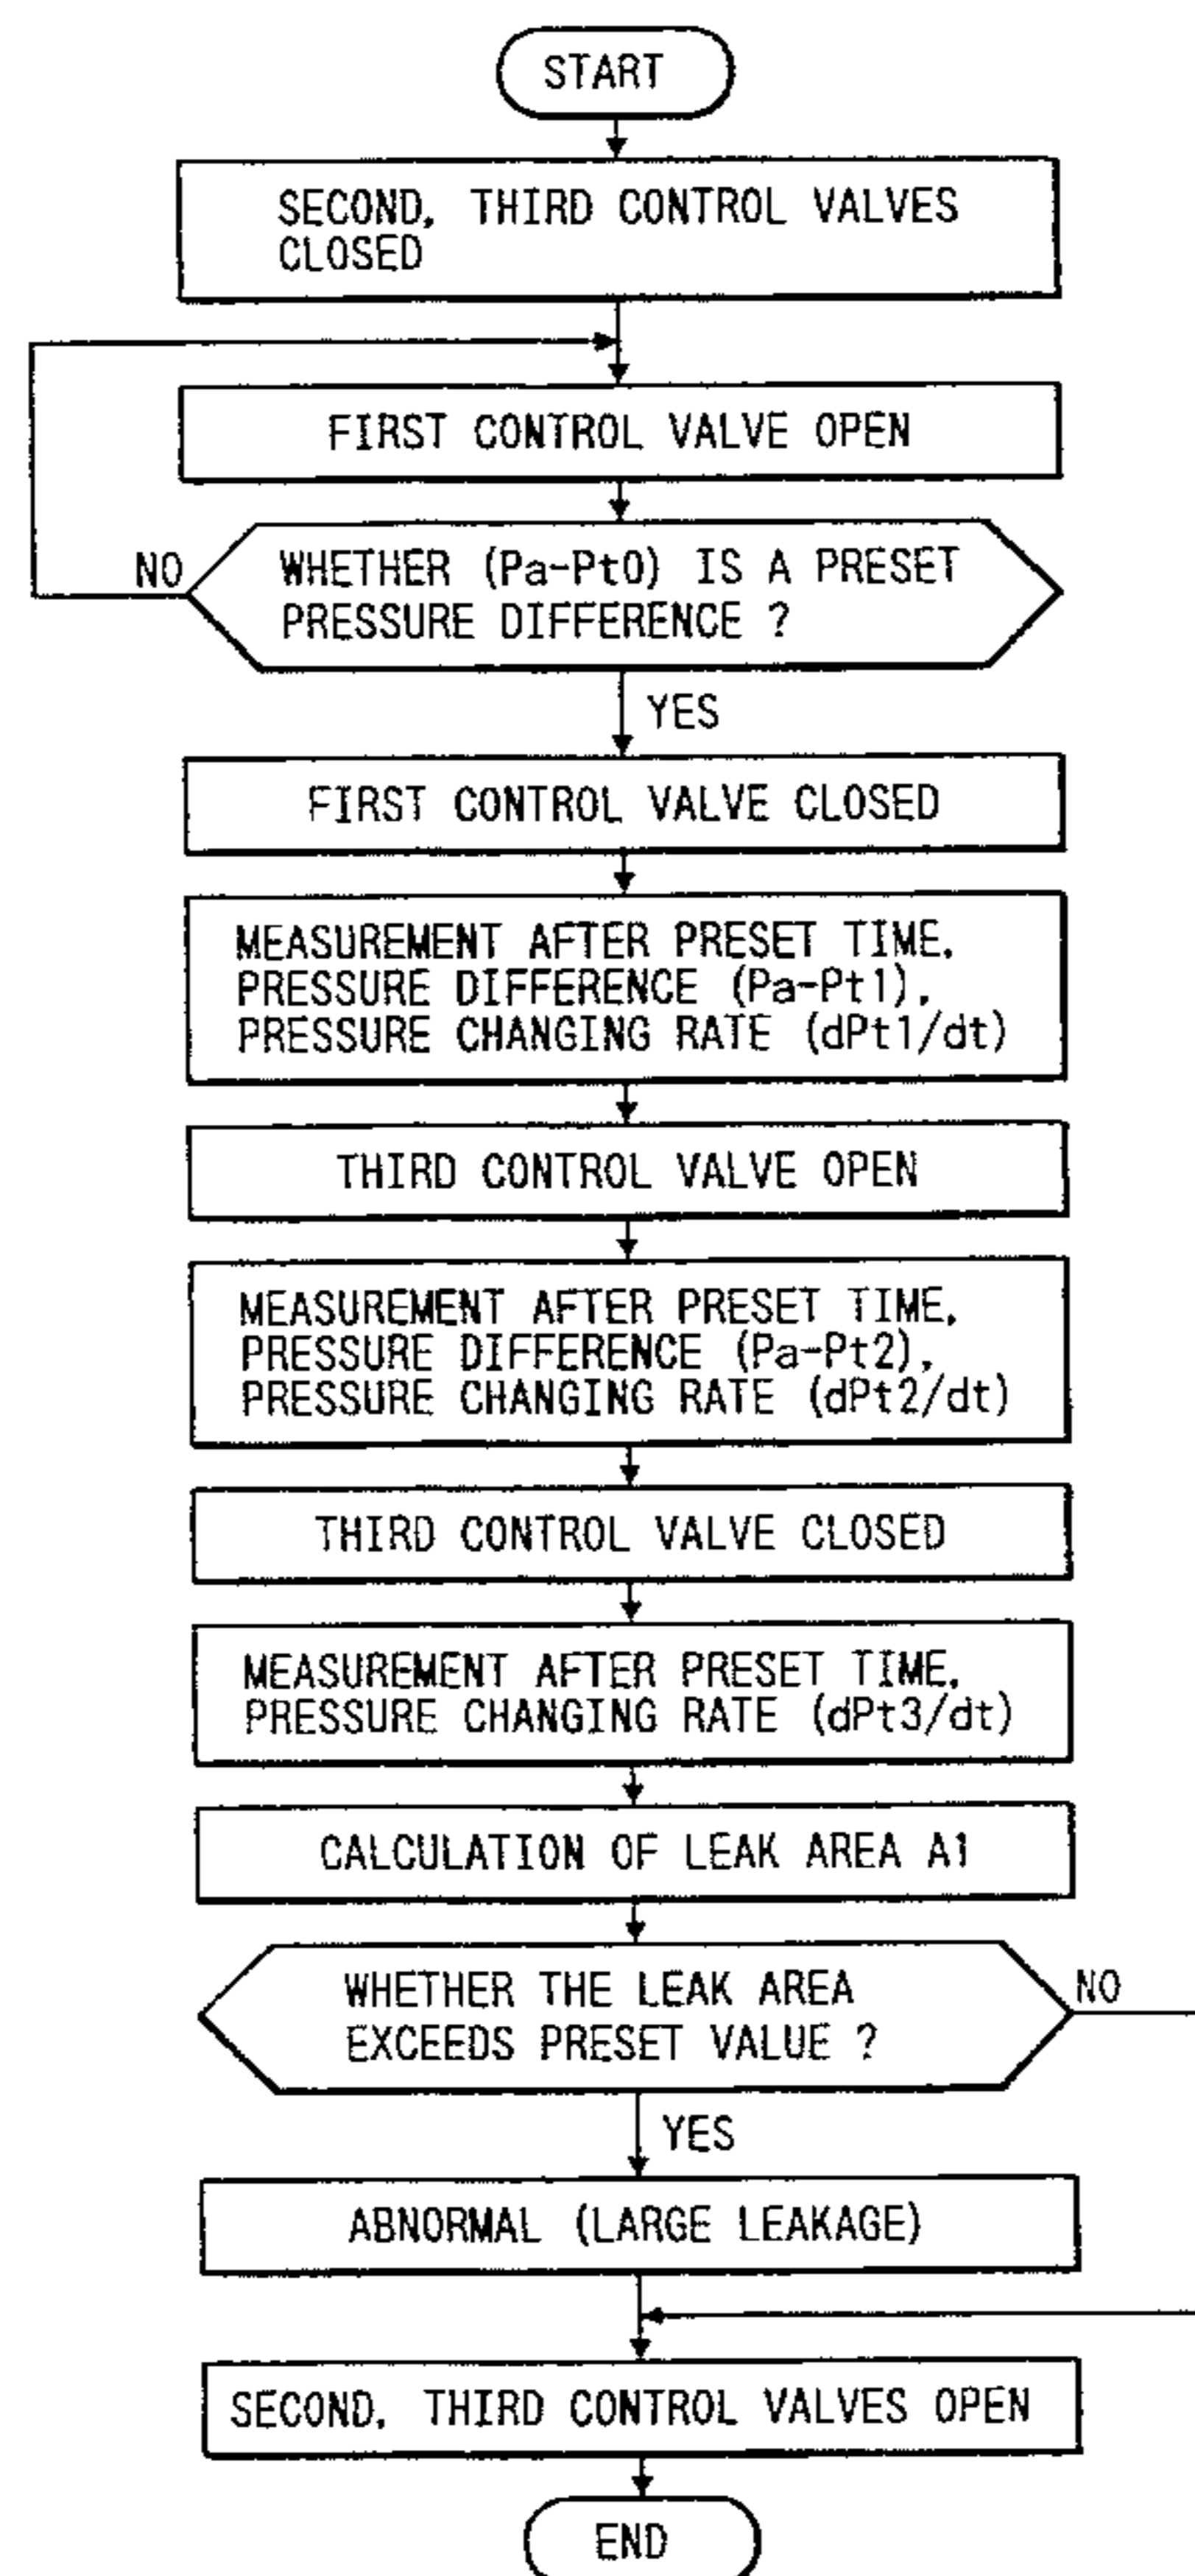 START
SECOND, THIRD CONTROL VALVES
CLOSED
FIRST CONTROL VALVE OPEN
NO
WHETHER (Pa-Pt0) IS A PRESET
PRESSURE DIFFERENCE ?
YES
FIRST CONTROL VALVE CLOSED
MEASUREMENT AFTER PRESET TIME,
PRESSURE DIFFERENCE (Pa-Pt1),
PRESSURE CHANGING RATE (dPt1/dt)
THIRD CONTROL VALVE OPEN
MEASUREMENT AFTER PRESET TIME,
PRESSURE DIFFERENCE (Pa-Pt2),
PRESSURE CHANGING RATE (dPt2/dt)
THIRD CONTROL VALVE CLOSED
MEASUREMENT AFTER PRESET TIME,
PRESSURE CHANGING RATE (dPt3/dt)
CALCULATION OF LEAK AREA A1
WHETHER THE LEAK AREA
EXCEEDS PRESET VALUE ?
NO
YES
ABNORMAL (LARGE LEAKAGE)
SECOND, THIRD CONTROL VALVES OPEN
END